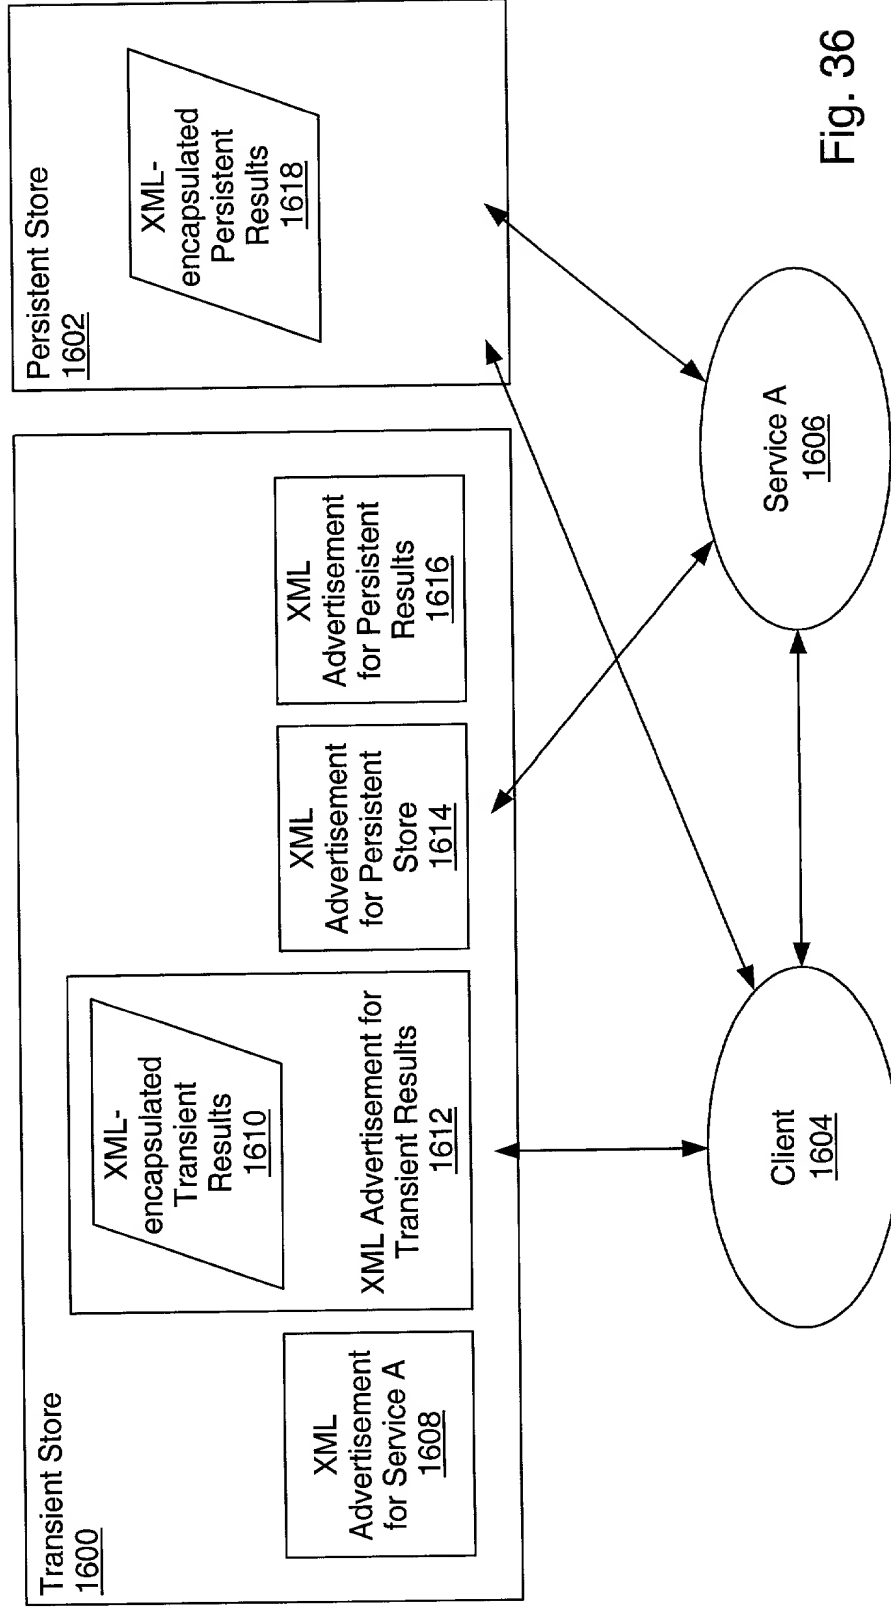 Transient Store
1600
XML
Advertisement
for Service A
1608
XML-
encapsulated
Transient
Results
1610
XML Advertisement for
Transient Results
1612
XML
Advertisement
for Persistent
Store
1614
XML
Advertisement
for Persistent
Results
1616
Persistent Store
1602
XML-
encapsulated
Persistent
Results
1618
Client
1604
Service A
1606
Fig. 36